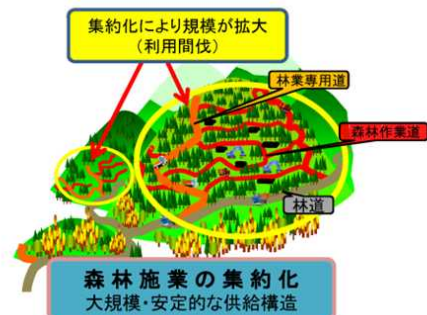 集約化により規模が拡大
(利用間伐)
林業専用道
森林作業道
林道
森林施業の集約化
大規模・安定的な供給構造